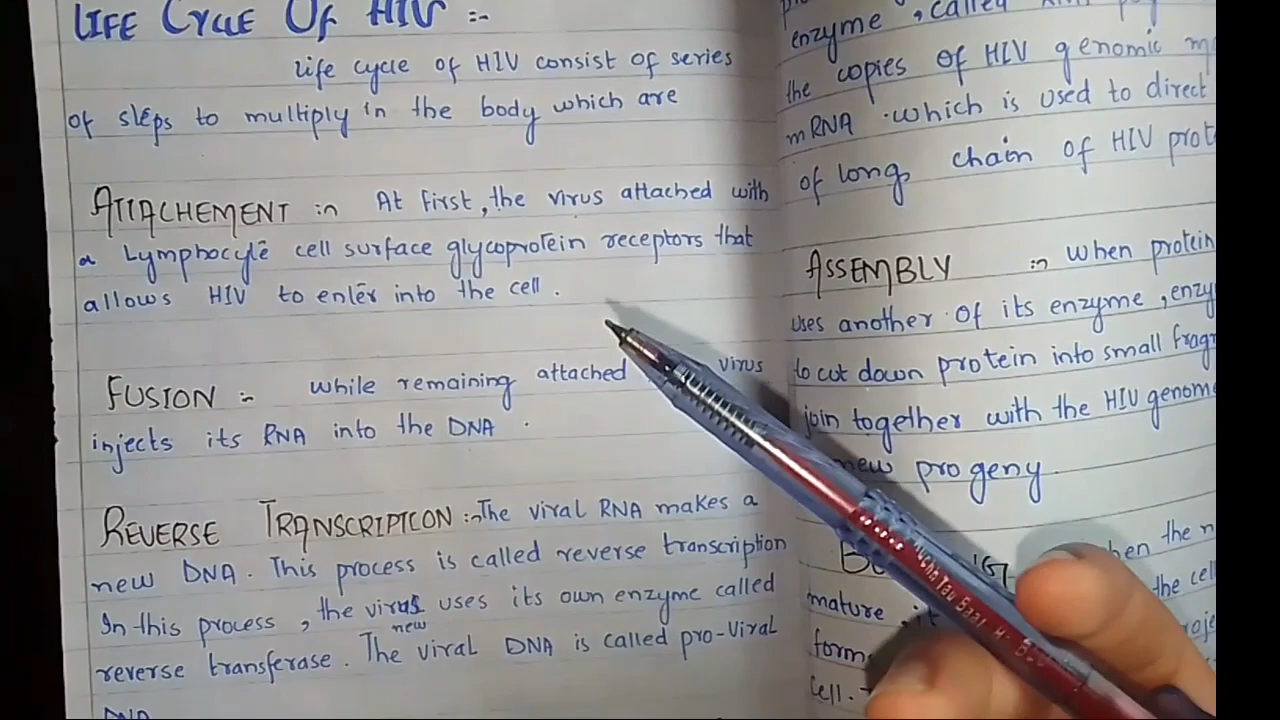 LIFE CYCLE OF HIV :-
Life cycle of HIV consist of series
of steps to multiply in the body which are
ATTACHEMENT :- At First, the virus attached with
a Lymphocyte cell surface glycoprotein receptors that
allows HIV to enter into the cell.
FUSION :- while remaining attached virus
injects its RNA into the DNA.
REVERSE TRANSCRIPTION :- The viral RNA makes a
new DNA. This process is called reverse transcription
In this process, the virus uses its own enzyme called
reverse transferase. The new viral DNA is called pro-viral
DNA
enzyme, called
the copies of HIV genomic
mRNA. which is used to direct
of long chain of HIV
ASSEMBLY :- when protein
uses another of its enzyme,
to cut down protein into small
join together with the HIV genome
new progeny.
when the
mature, the
form
cell.